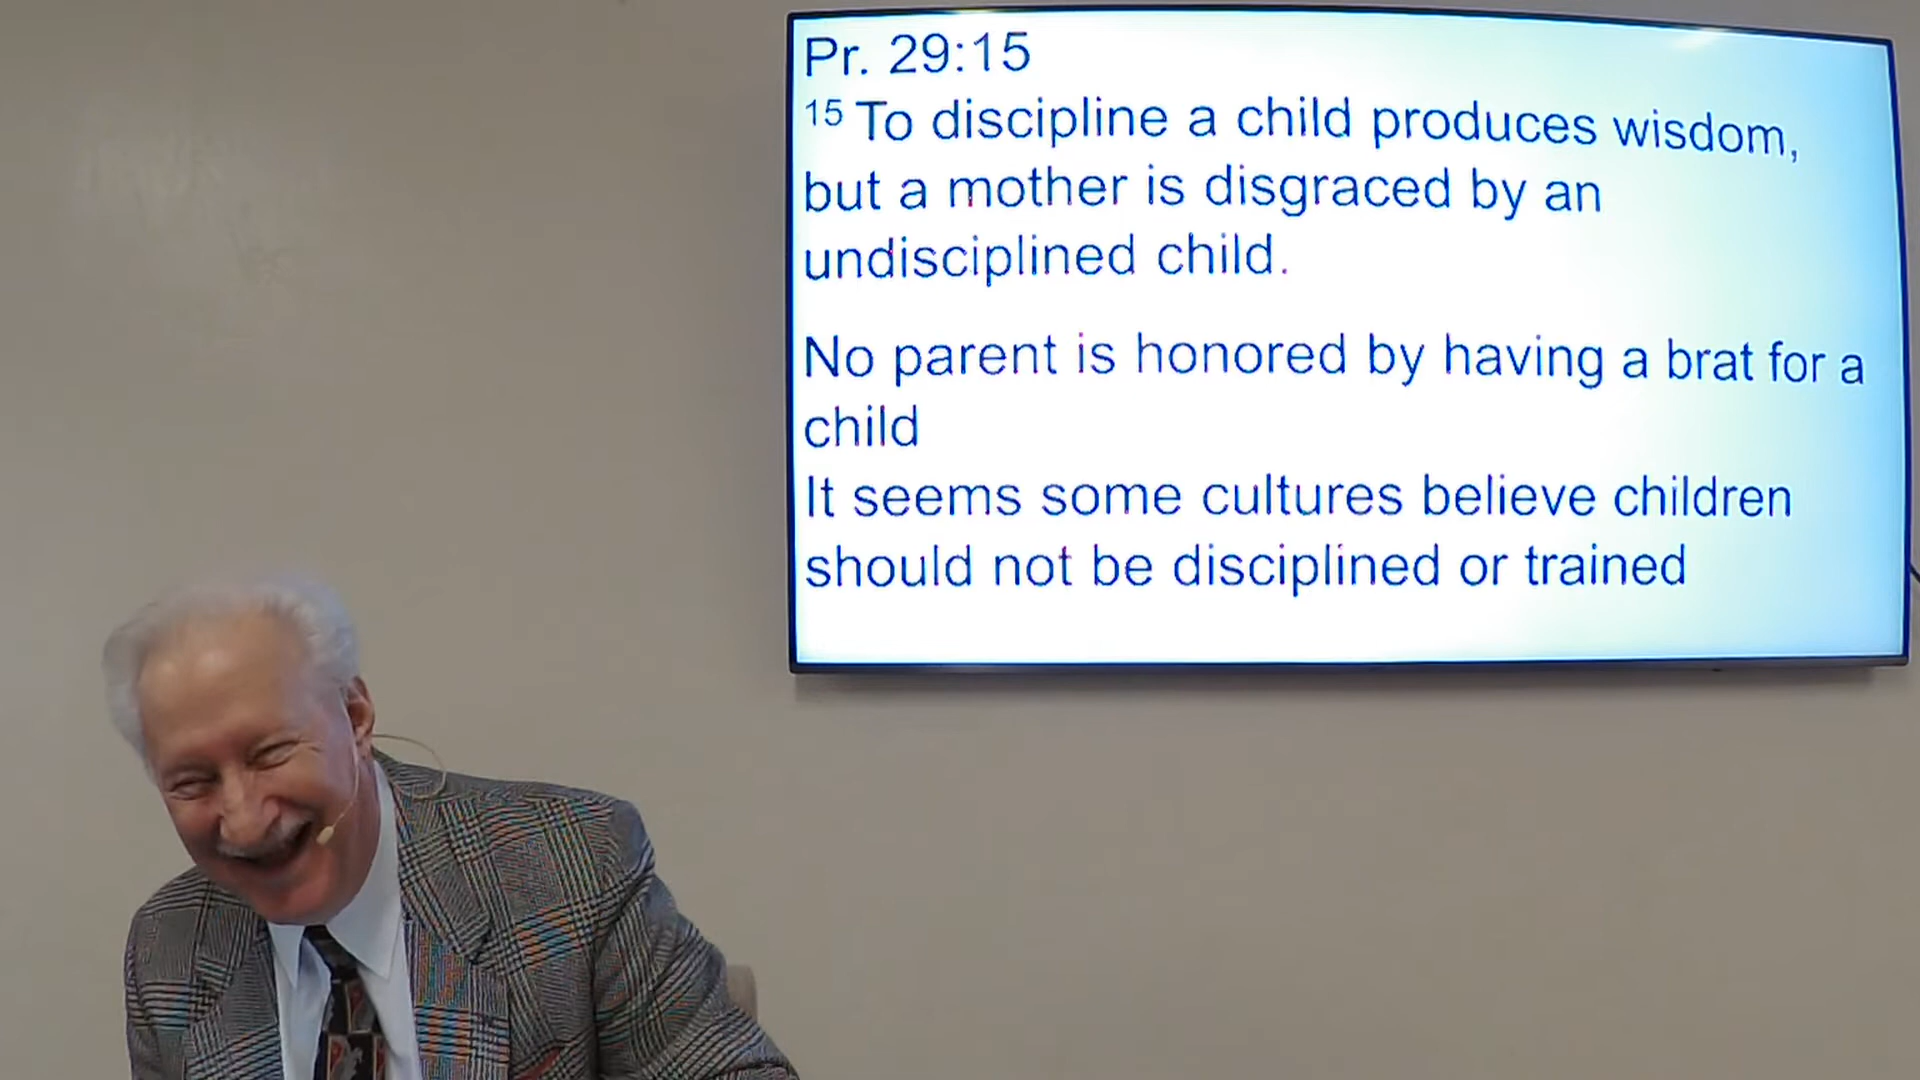 Pr. 29:15
15 To discipline a child produces wisdom,
but a mother is disgraced by an
undisciplined child.
No parent is honored by having a brat for a
child
It seems some cultures believe children
should not be disciplined or trained